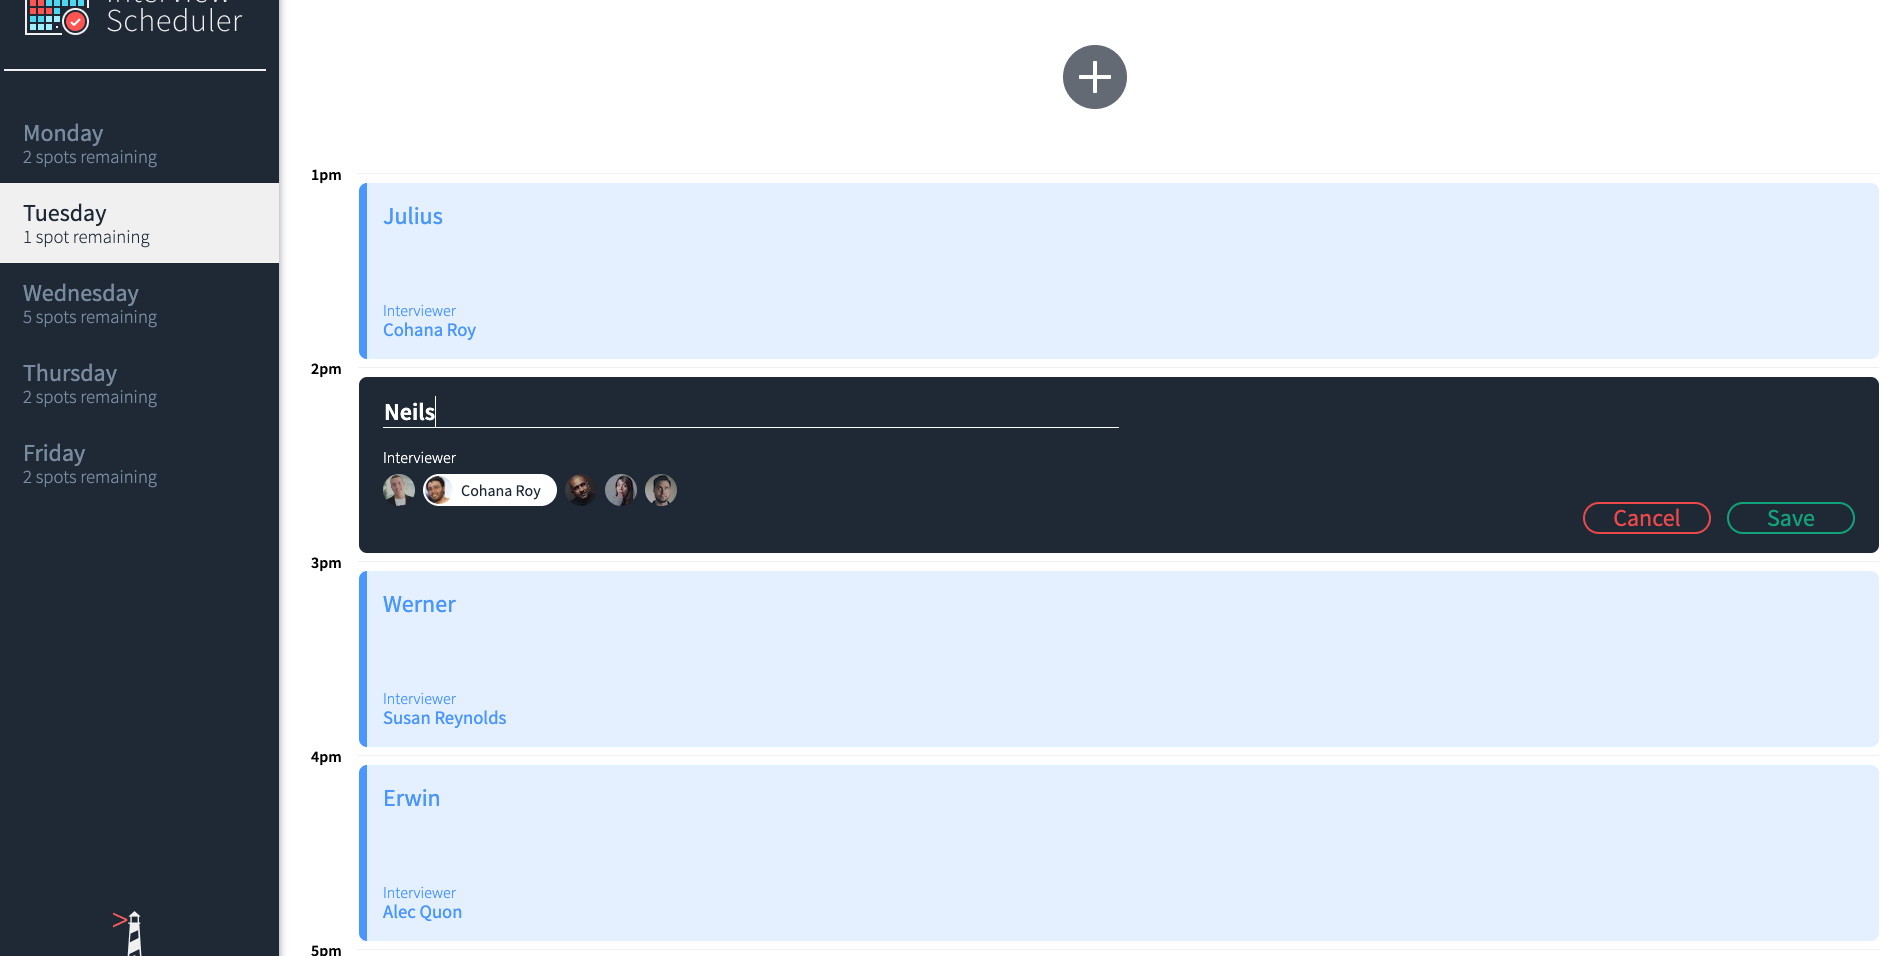 Interview
Scheduler
Monday
2 spots remaining
Tuesday
1 spot remaining
Wednesday
5 spots remaining
Thursday
2 spots remaining
Friday
2 spots remaining
1pm
Julius
Interviewer
Cohana Roy
2pm
Neils
Interviewer
Cohana Roy
Cancel
Save
3pm
Werner
Interviewer
Susan Reynolds
4pm
Erwin
Interviewer
Alec Quon
5pm